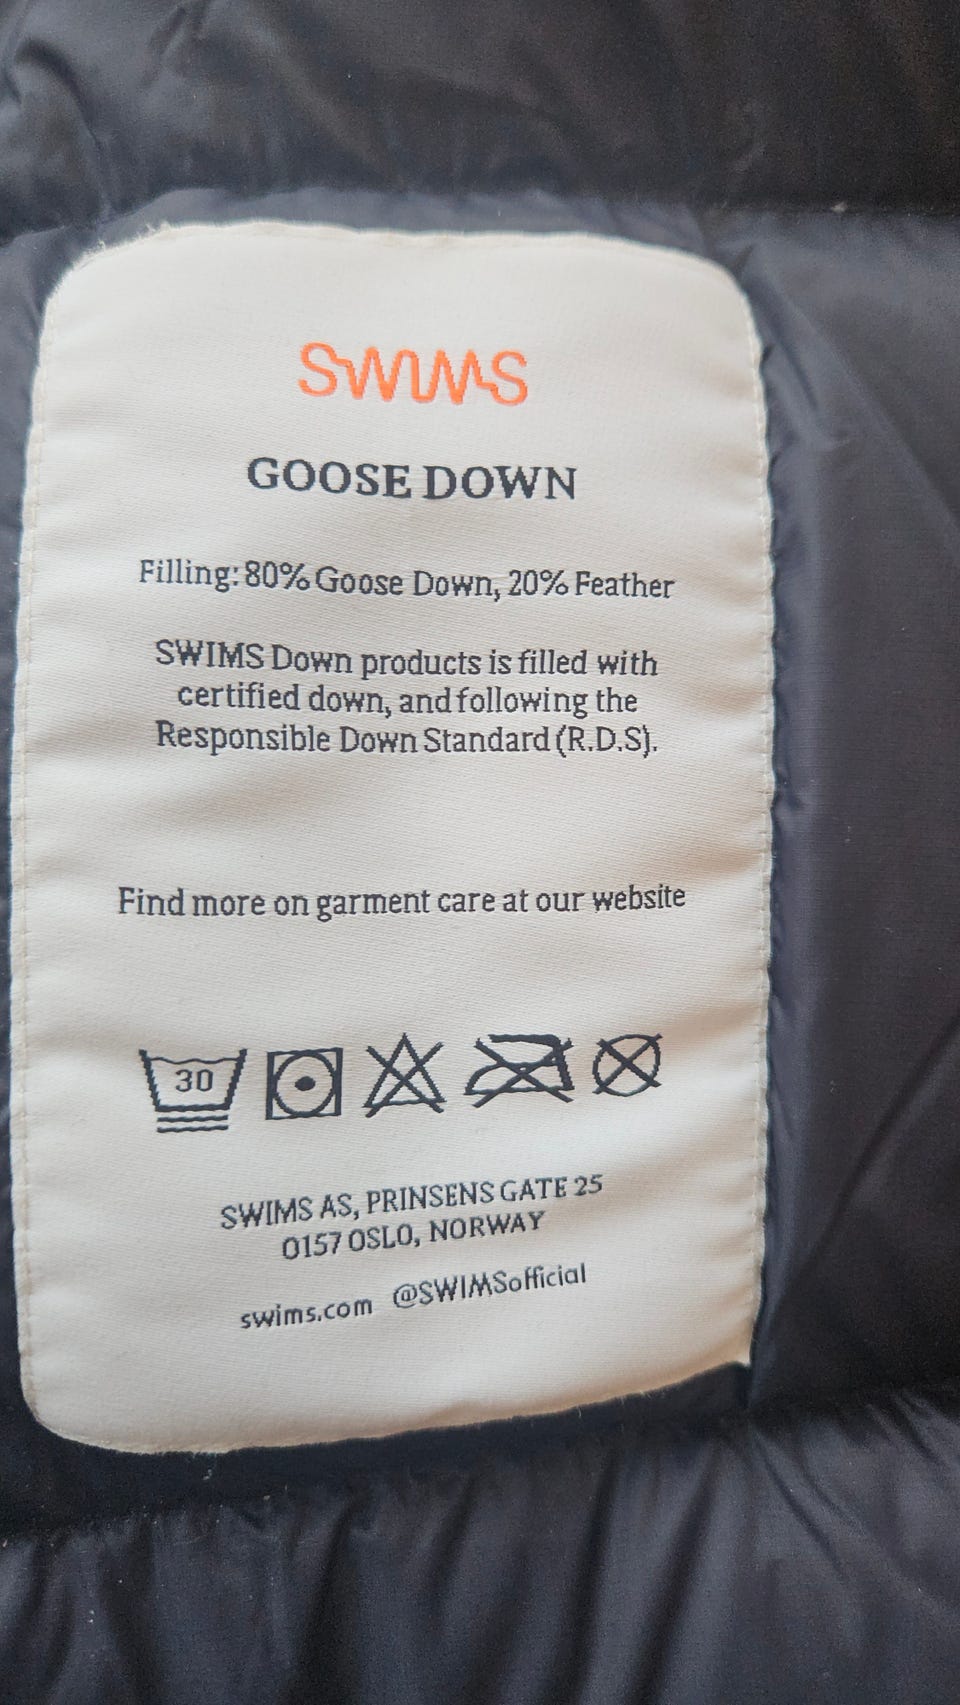 SWIMS
GOOSE DOWN
Filling: 80% Goose Down, 20% Feather
SWIMS Down products is filled with
certified down, and following the
Responsible Down Standard (R.D.S).
Find more on garment care at our website
30
SWIMS AS, PRINSENS GATE 25
0157 OSLO, NORWAY
swims.com @SWIMSofficial